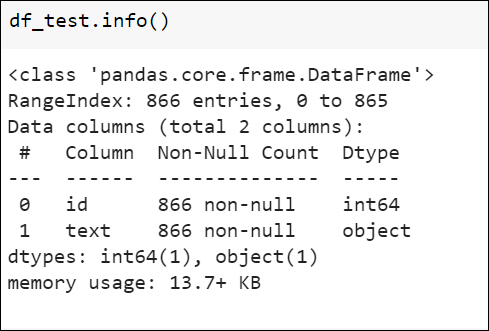 df_test.info()
<class 'pandas.core.frame.DataFrame'>
RangeIndex: 866 entries, 0 to 865
Data columns (total 2 columns):
 #   Column  Non-Null Count  Dtype
---  ------  --------------  -----
 0   id      866 non-null    int64
 1   text    866 non-null    object
dtypes: int64(1), object(1)
memory usage: 13.7+ KB